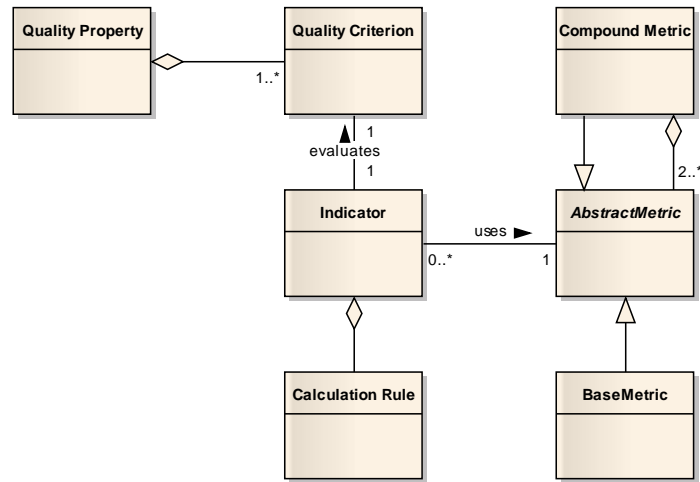 Quality Property
Quality Criterion
Compound Metric
1..*
1
evaluates
1
2..*
Indicator
AbstractMetric
uses
0..*
1
Calculation Rule
BaseMetric